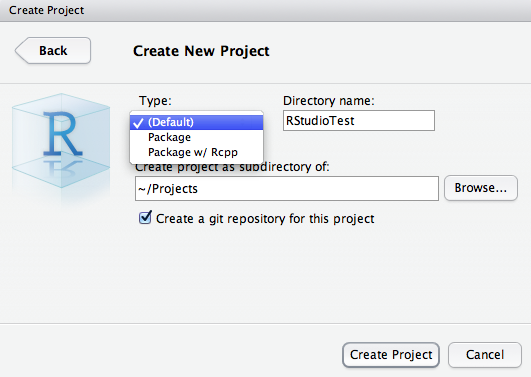 Create Project
Back
Create New Project
R
Type:
Directory name:
(Default)
RStudioTest
Package
Package w/ Rcpp
Create project as subdirectory of:
~/Projects
Browse...
Create a git repository for this project
Create Project
Cancel